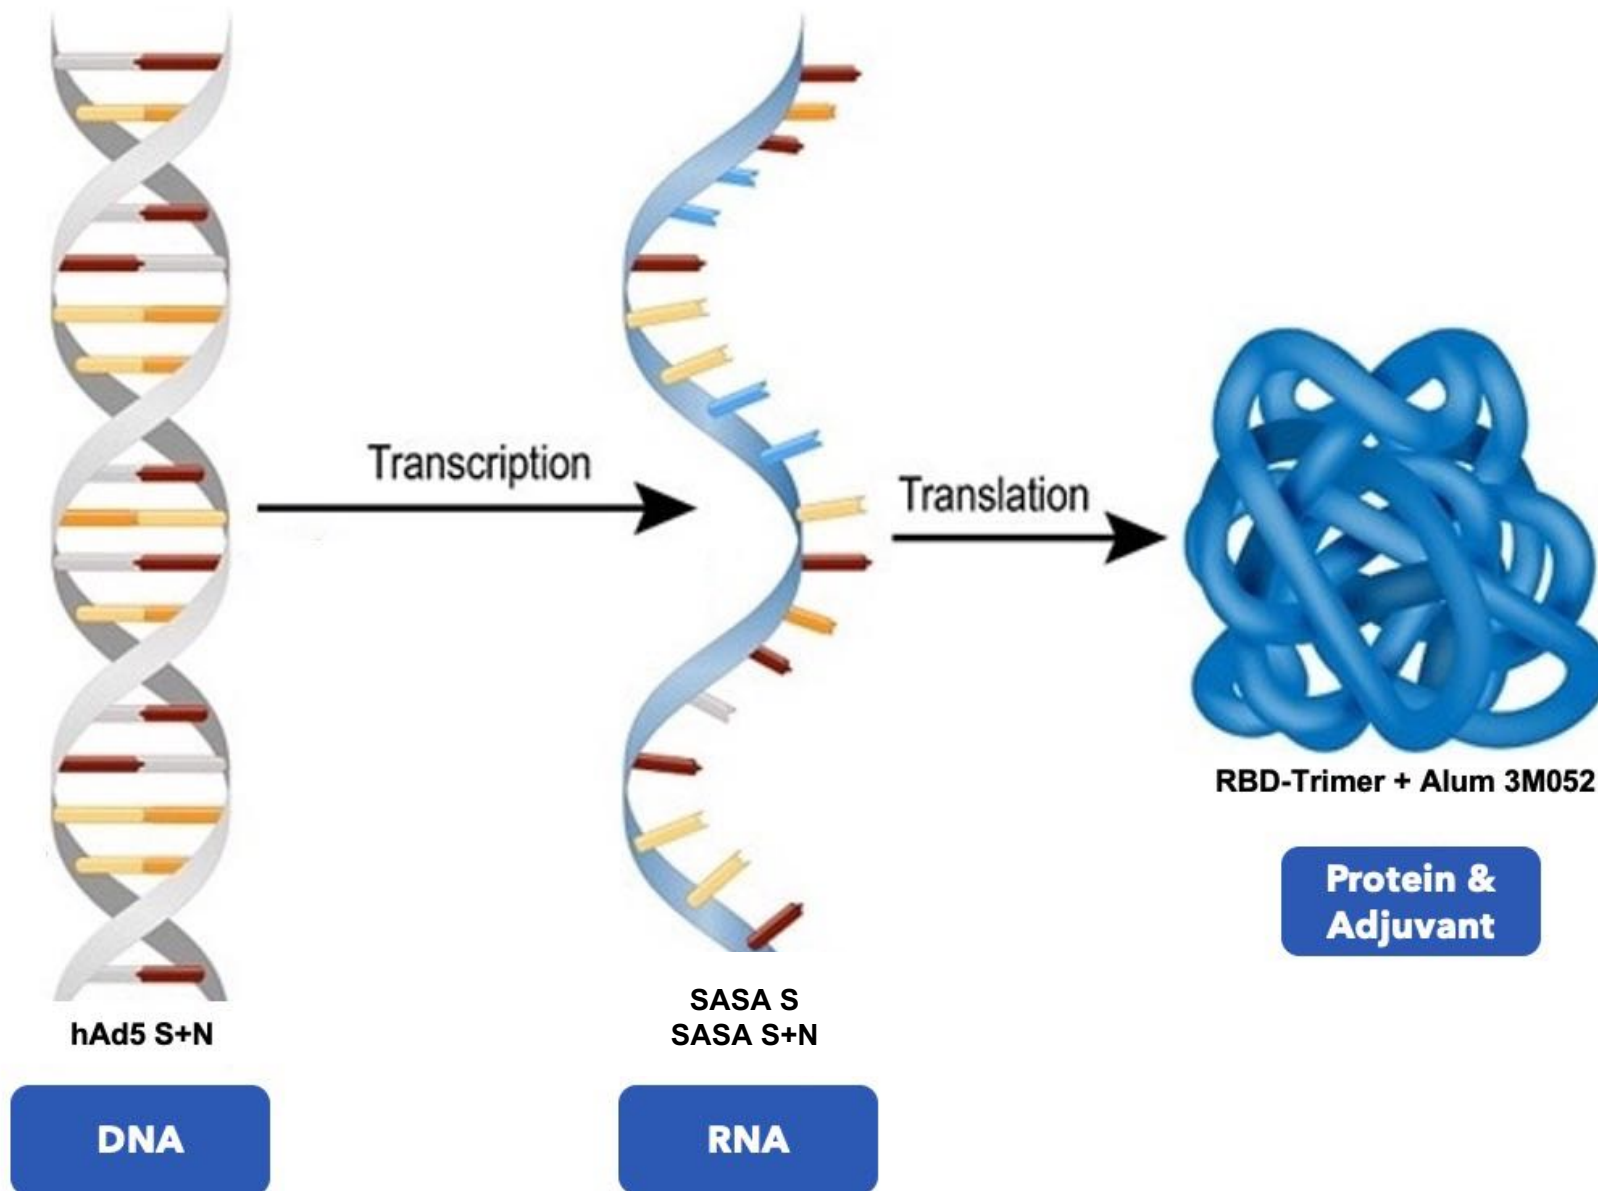 Transcription
Translation
RBD-Trimer + Alum 3M052
Protein &
Adjuvant
SASA S
SASA S+N
hAd5 S+N
DNA
RNA